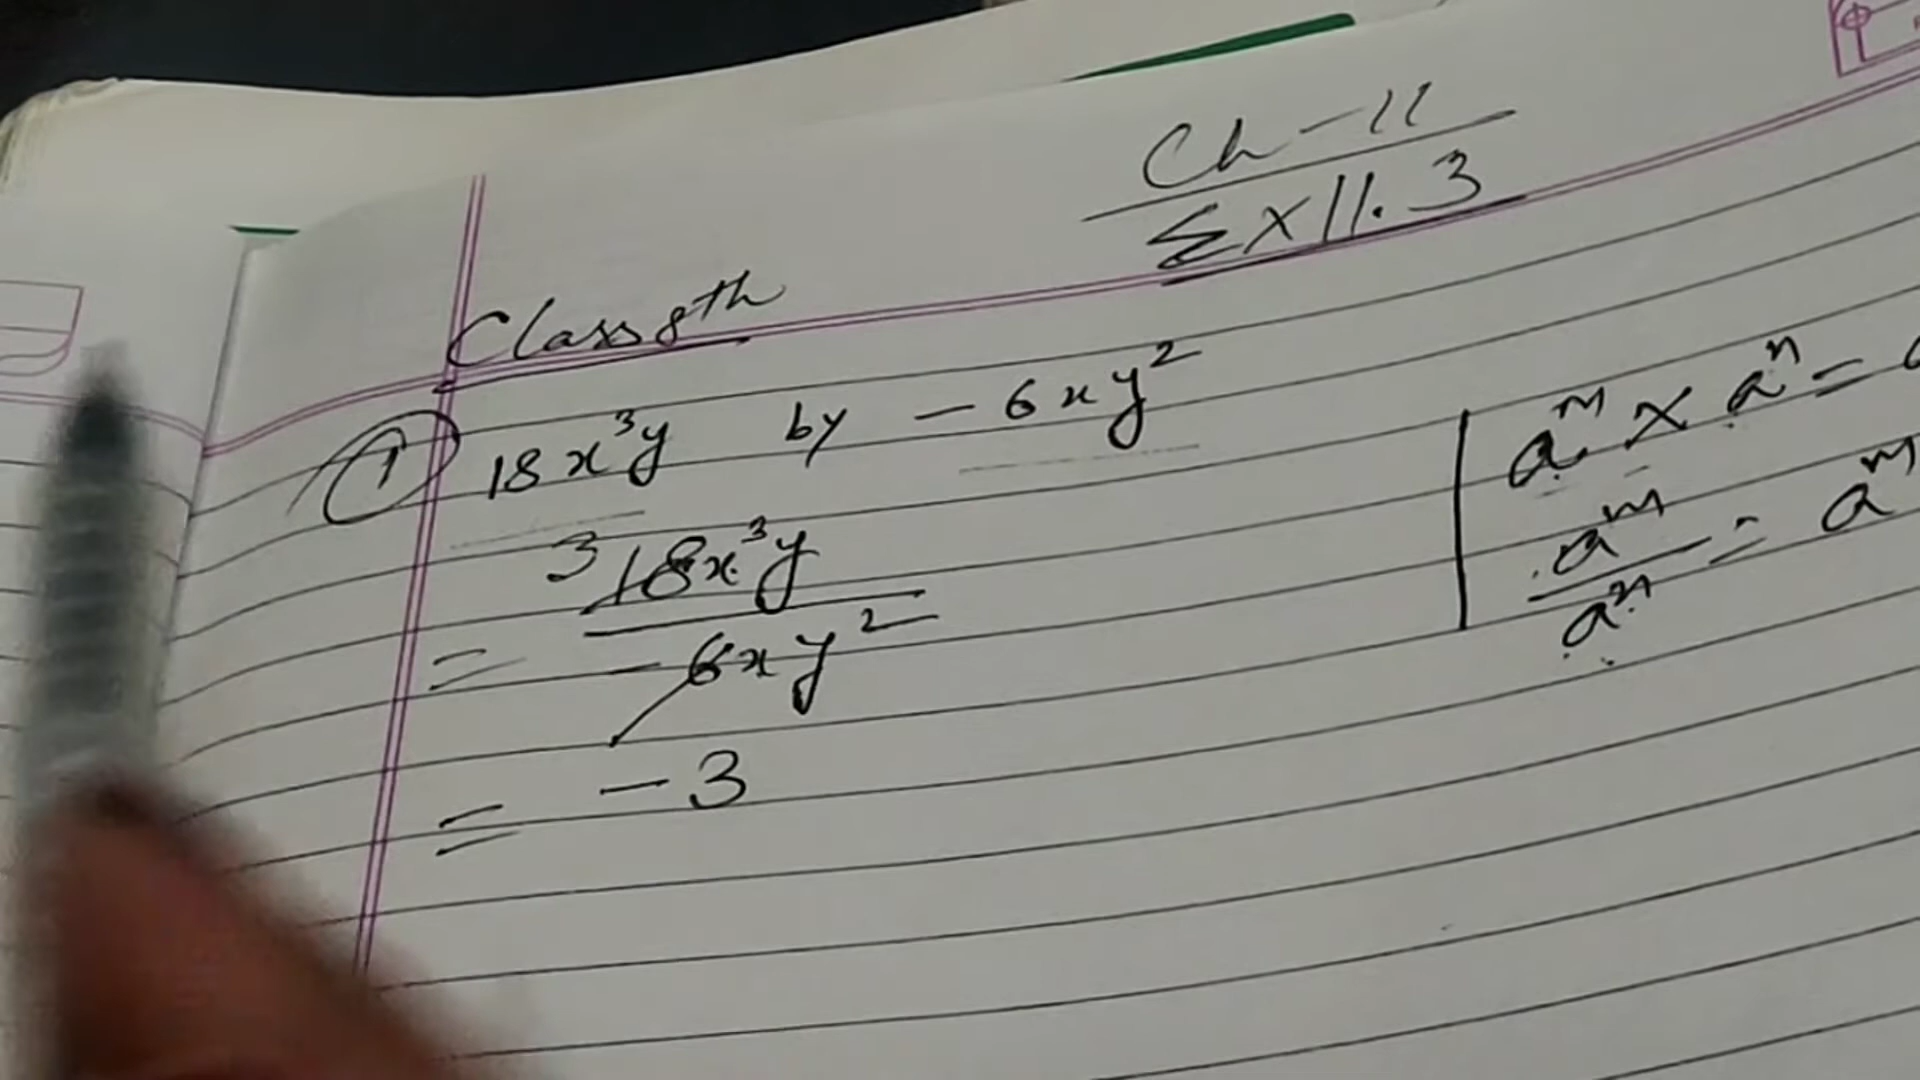 Ch-11
Ex 11.3
Class 8th
① 18x³y by -6xy²
= 3 18x³y / -6xy²
= -3
aᵐ × aⁿ =
aᵐ / aⁿ = aᵐ